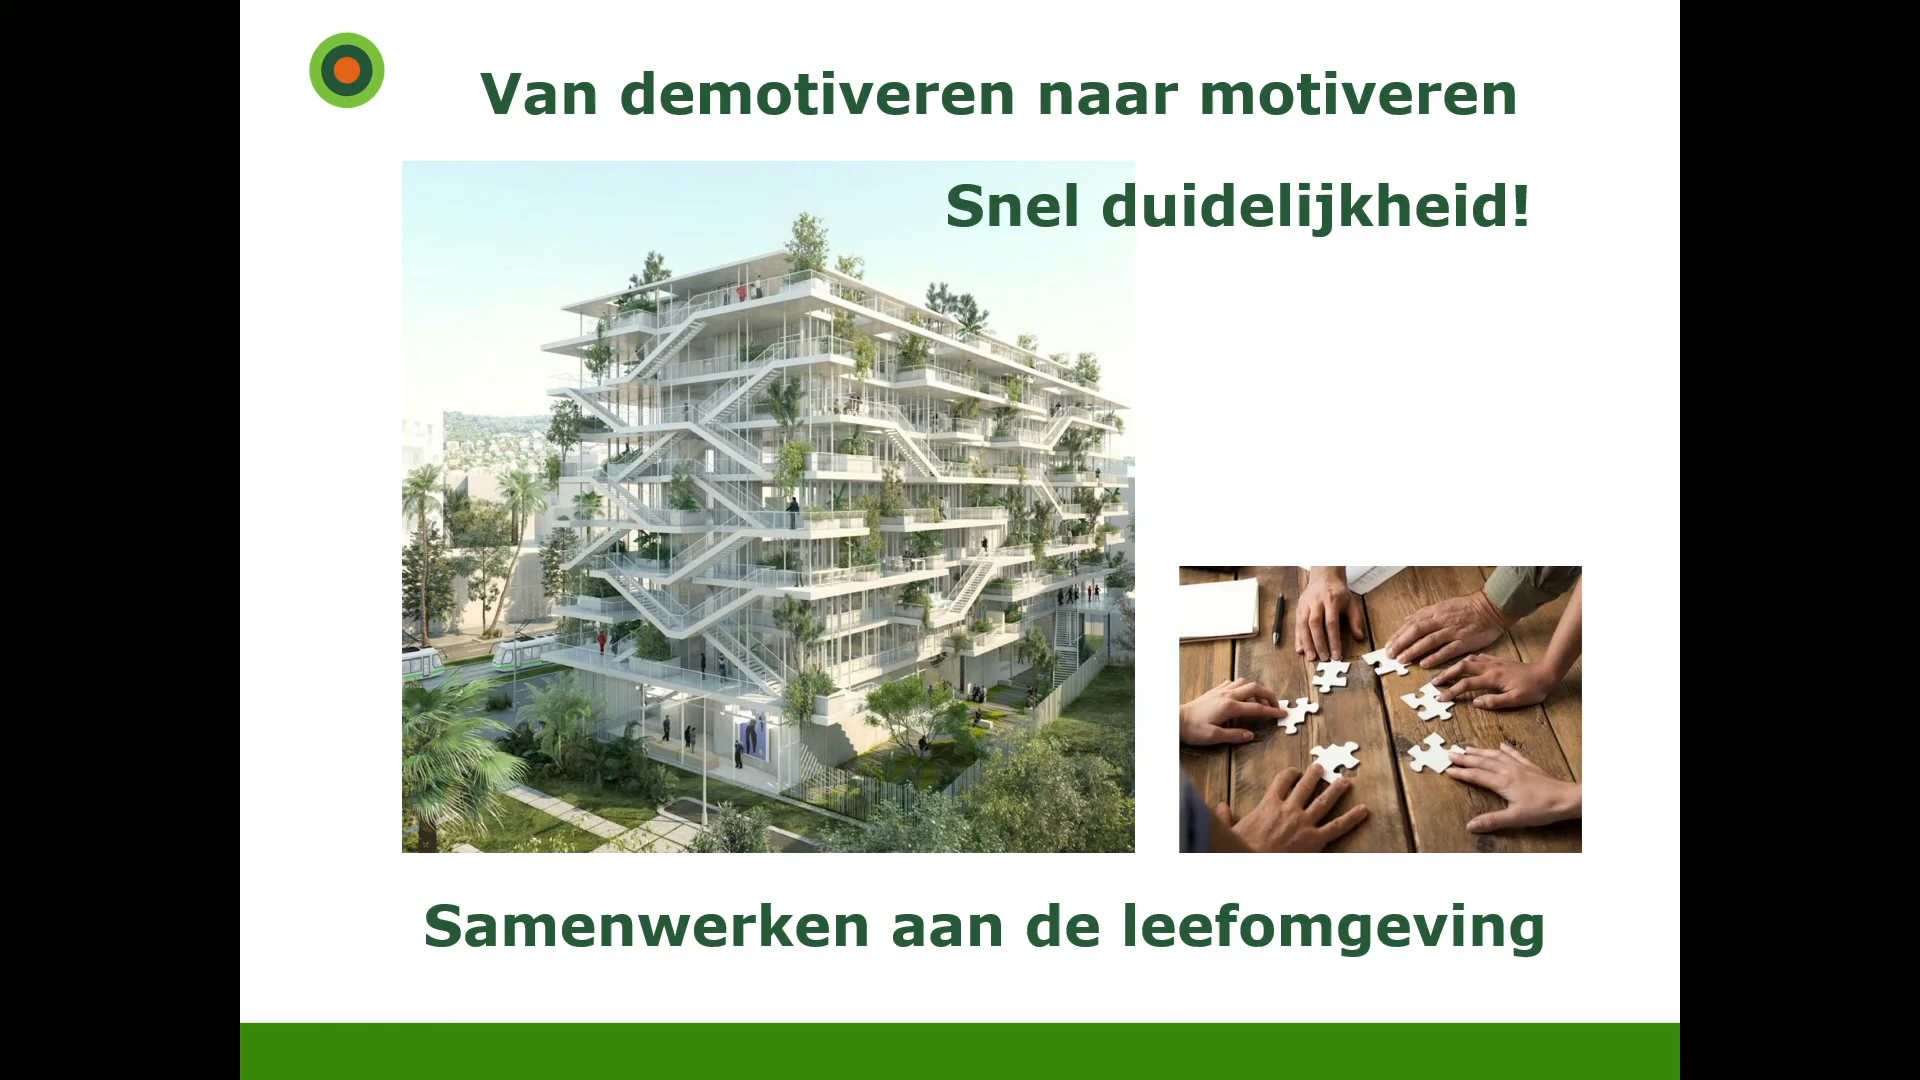 Van demotiveren naar motiveren
Snel duidelijkheid!
Samenwerken aan de leefomgeving